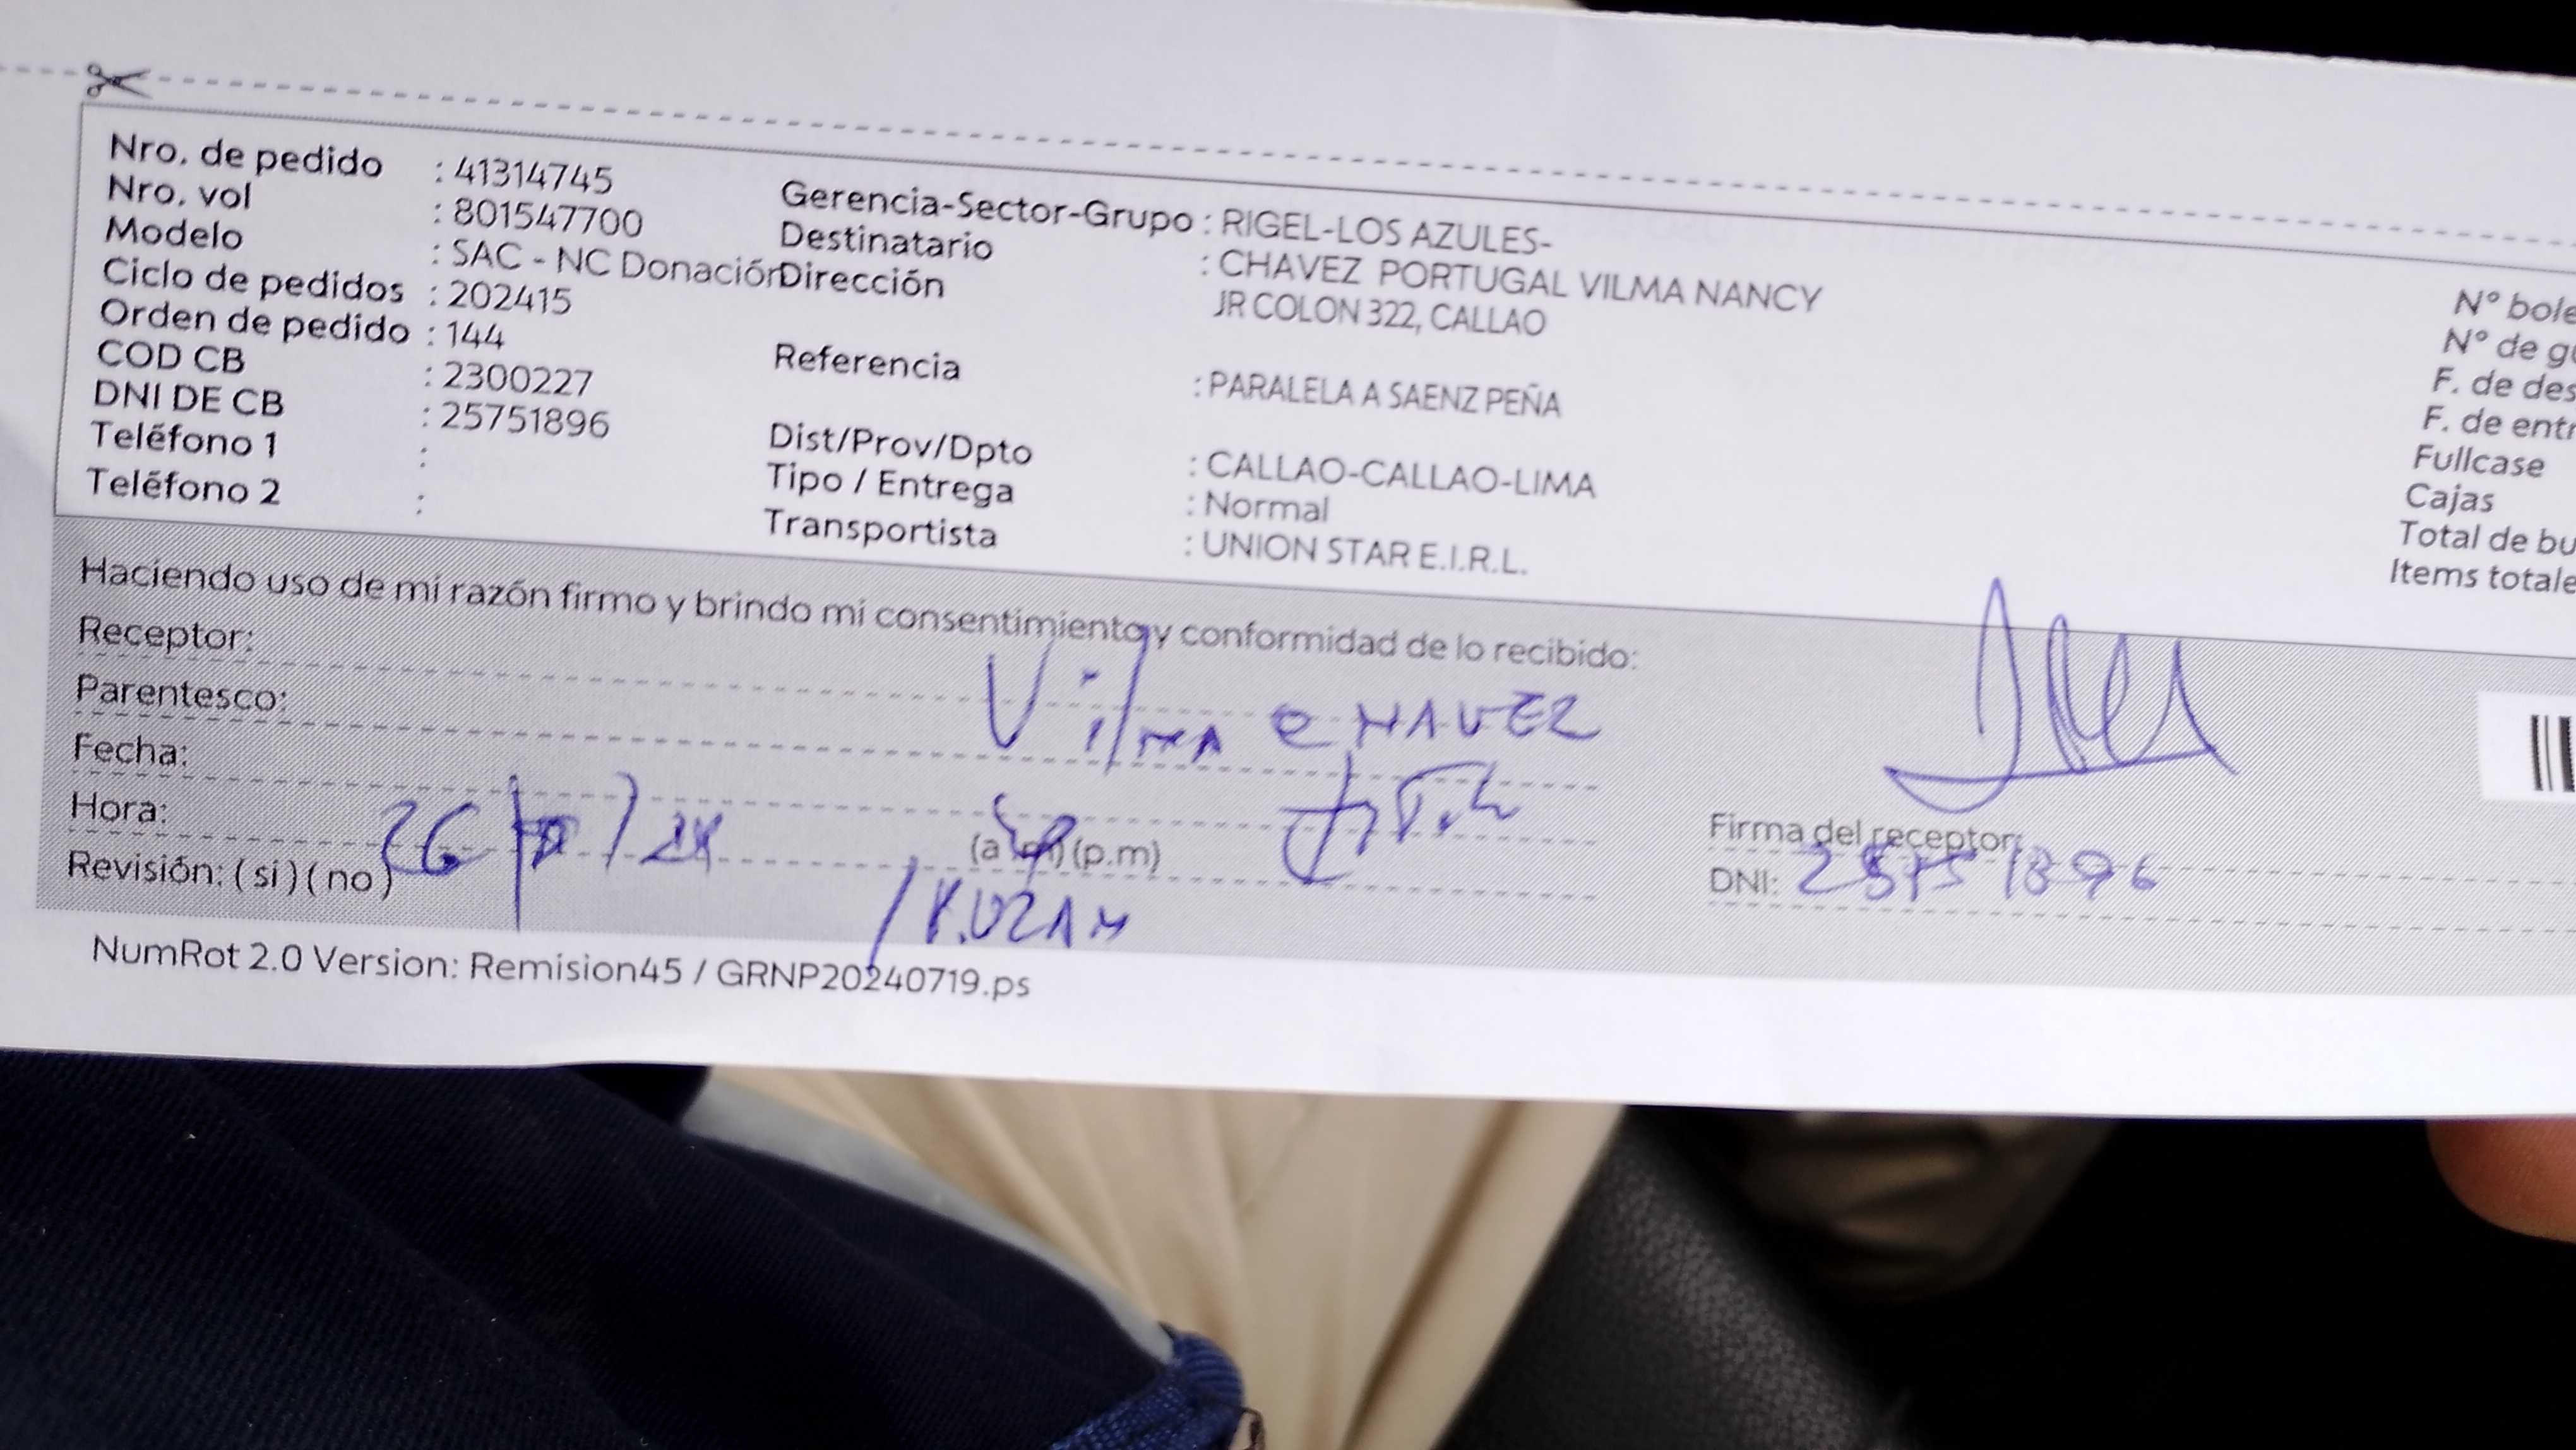 Nro. de pedido : 41314745
Nro. vol : 801547700
Modelo : SAC - NC Donación
Ciclo de pedidos : 202415
Orden de pedido : 144
COD CB : 2300227
DNI DE CB : 25751896
Teléfono 1 :
Teléfono 2 :
Gerencia-Sector-Grupo : RIGEL-LOS AZULES-
Destinatario : CHAVEZ PORTUGAL VILMA NANCY
Dirección JR COLON 322, CALLAO
Referencia : PARALELA A SAENZ PEÑA
Dist/Prov/Dpto : CALLAO-CALLAO-LIMA
Tipo / Entrega : Normal
Transportista : UNION STAR E.I.R.L.
N° bole
N° de gu
F. de des
F. de entr
Fullcase
Cajas
Total de bu
Items totale
Haciendo uso de mi razón firmo y brindo mi consentimiento y conformidad de lo recibido:
Receptor: Vilma CHAVEZ
Parentesco:
Fecha:
Hora: (p.m)
Revisión: ( si ) ( no )
Firma del receptor:
DNI: 25751896
NumRot 2.0 Version: Remision45 / GRNP20240719.ps